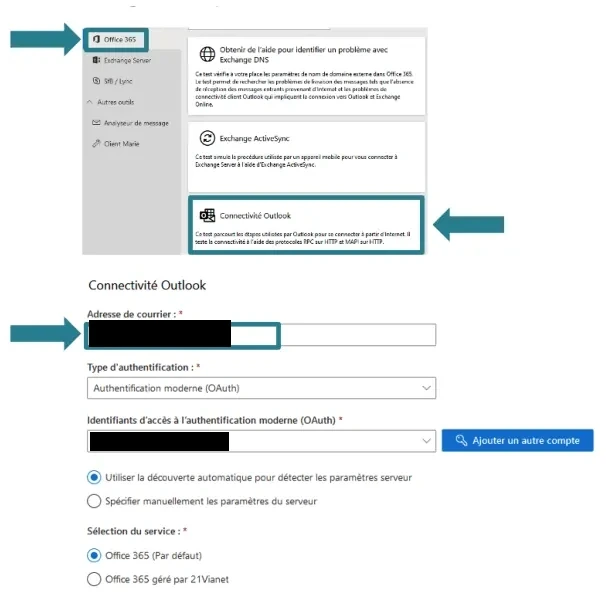 Office 365
Exchange Server
SfB / Lync
Autres outils
Analyseur de message
Client Marie
Obtenir de l'aide pour identifier un problème avec
Exchange DNS
Ce test vérifie à votre place les paramètres de nom de domaine externe dans Office 365.
Le test permet de rechercher les problèmes de livraison des messages tels que l'absence
de réception des messages entrants provenant d'Internet et les problèmes de
connectivité client Outlook qui impliquent la connexion vers Outlook et Exchange
Online.
Exchange ActiveSync
Ce test simule la procédure utilisée par un appareil mobile pour vous connecter à
Exchange Server à l'aide d'Exchange ActiveSync.
Connectivité Outlook
Ce test parcourt les étapes utilisées par Outlook pour se connecter à partir d'Internet. Il
teste la connectivité à l'aide des protocoles RPC sur HTTP et MAPI sur HTTP.
Connectivité Outlook
Adresse de courrier : *
Type d'authentification : *
Authentification moderne (OAuth)
Identifiants d'accès à l'authentification moderne (OAuth) *
Ajouter un autre compte
Utiliser la découverte automatique pour détecter les paramètres serveur
Spécifier manuellement les paramètres du serveur
Sélection du service : *
Office 365 (Par défaut)
Office 365 géré par 21Vianet